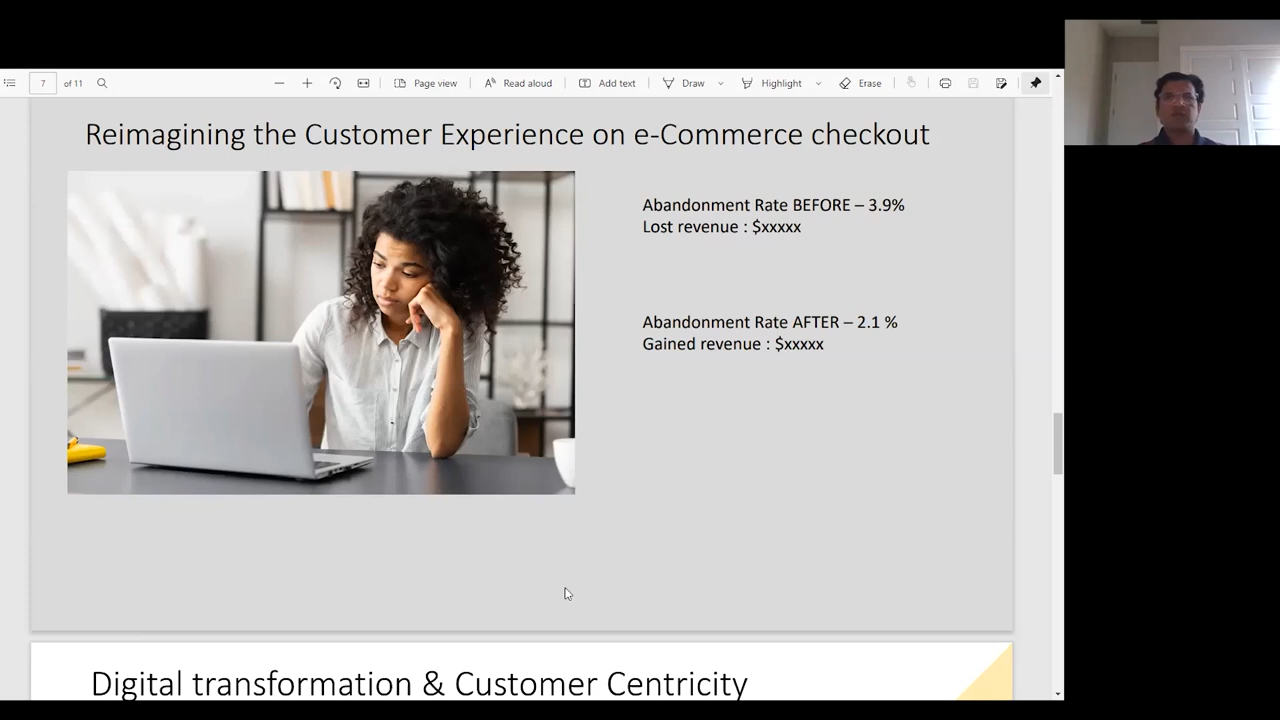 7 of 11 Page view Read aloud Add text Draw Highlight Erase
Reimagining the Customer Experience on e-Commerce checkout
Abandonment Rate BEFORE – 3.9%
Lost revenue : $xxxxx
Abandonment Rate AFTER – 2.1 %
Gained revenue : $xxxxx
Digital transformation & Customer Centricity